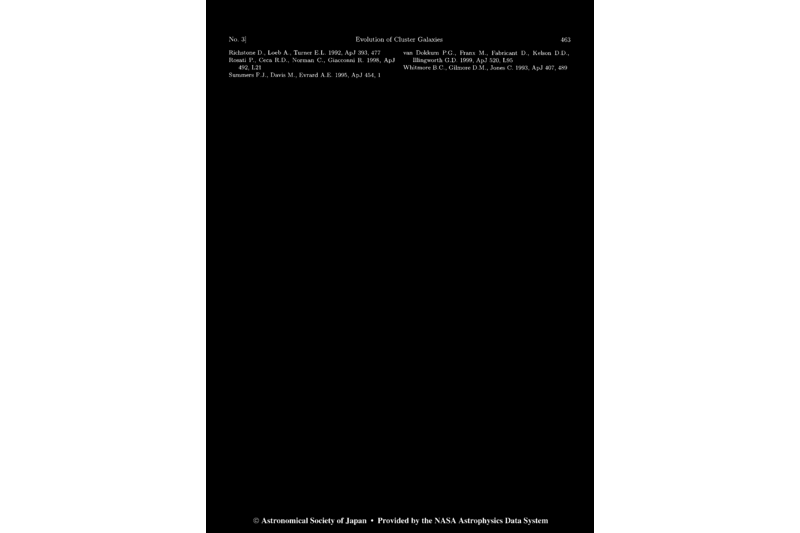 No. 3]
Evolution of Cluster Galaxies
463
Richstone D., Loeb A., Turner E.L. 1992, ApJ 393, 477
Rosati P., Ceca R.D., Norman C., Giacconni R. 1998, ApJ
492, L21
Summers F.J., Davis M., Evrard A.E. 1995, ApJ 454, 1
van Dokkum P.G., Franx M., Fabricant D., Kelson D.D.,
Illingworth G.D. 1999, ApJ 520, L95
Whitmore B.C., Gilmore D.M., Jones C. 1993, ApJ 407, 489
© Astronomical Society of Japan • Provided by the NASA Astrophysics Data System